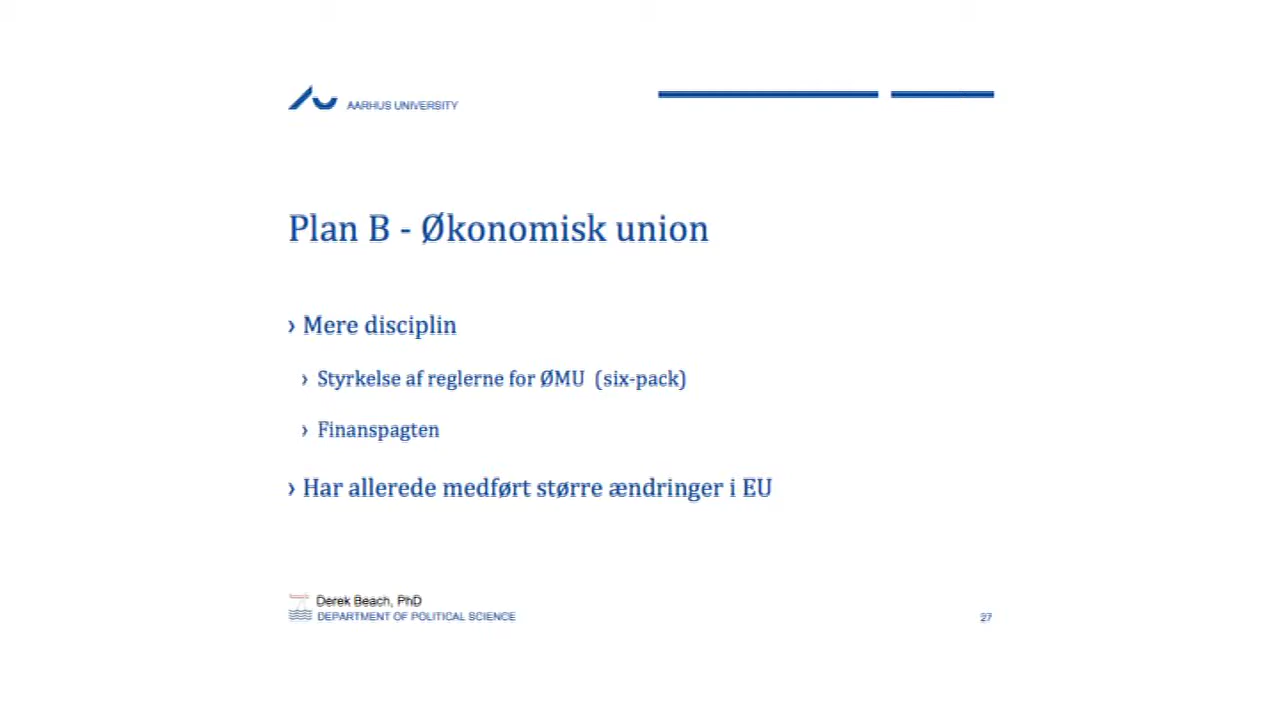 AARHUS UNIVERSITY
Plan B - Økonomisk union
› Mere disciplin
› Styrkelse af reglerne for ØMU (six-pack)
› Finanspagten
› Har allerede medført større ændringer i EU
Derek Beach, PhD
DEPARTMENT OF POLITICAL SCIENCE
27